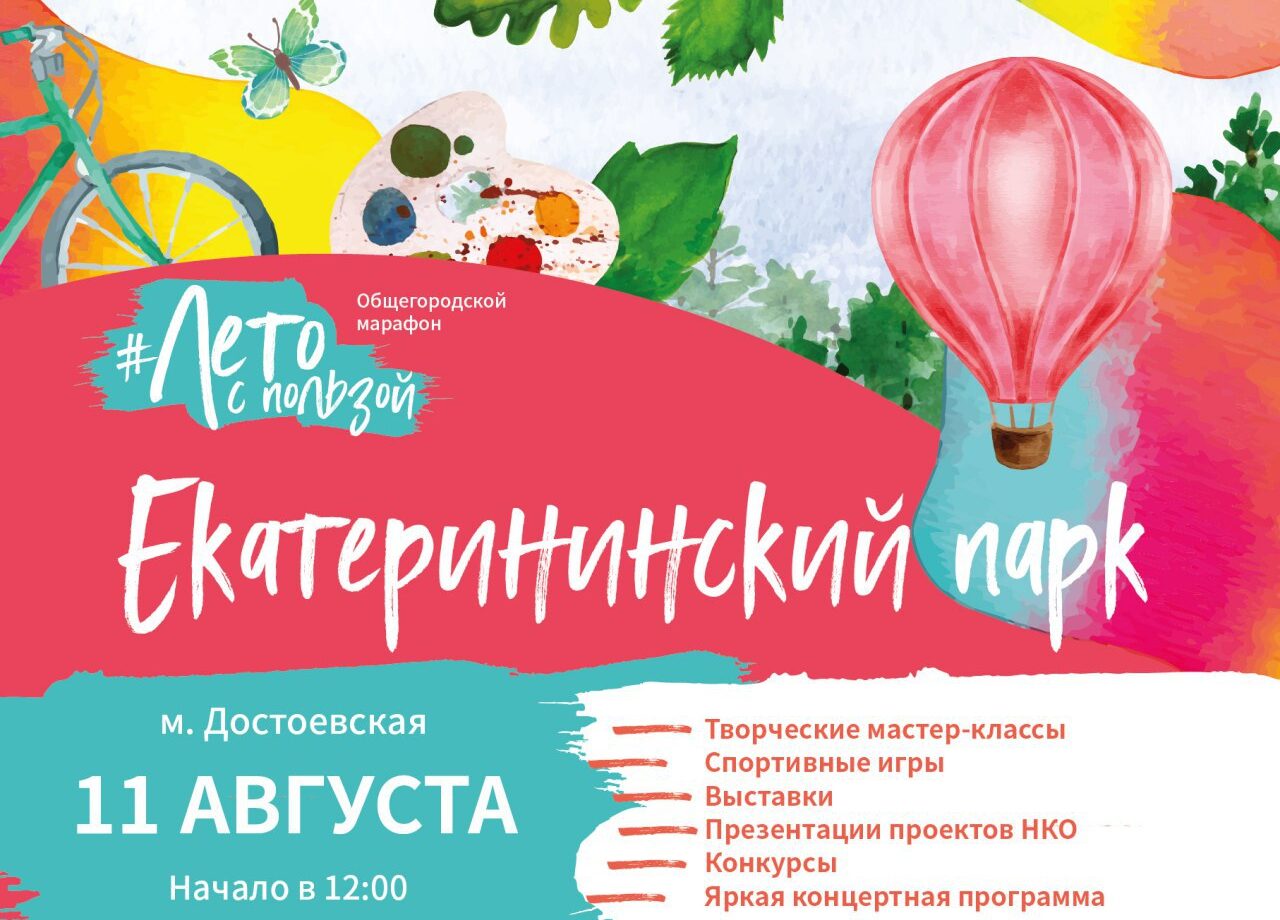 Общегородской
марафон
#Лето
с пользой
Екатерининский парк
м. Достоевская
11 АВГУСТА
Начало в 12:00
Творческие мастер-классы
Спортивные игры
Выставки
Презентации проектов НКО
Конкурсы
Яркая концертная программа